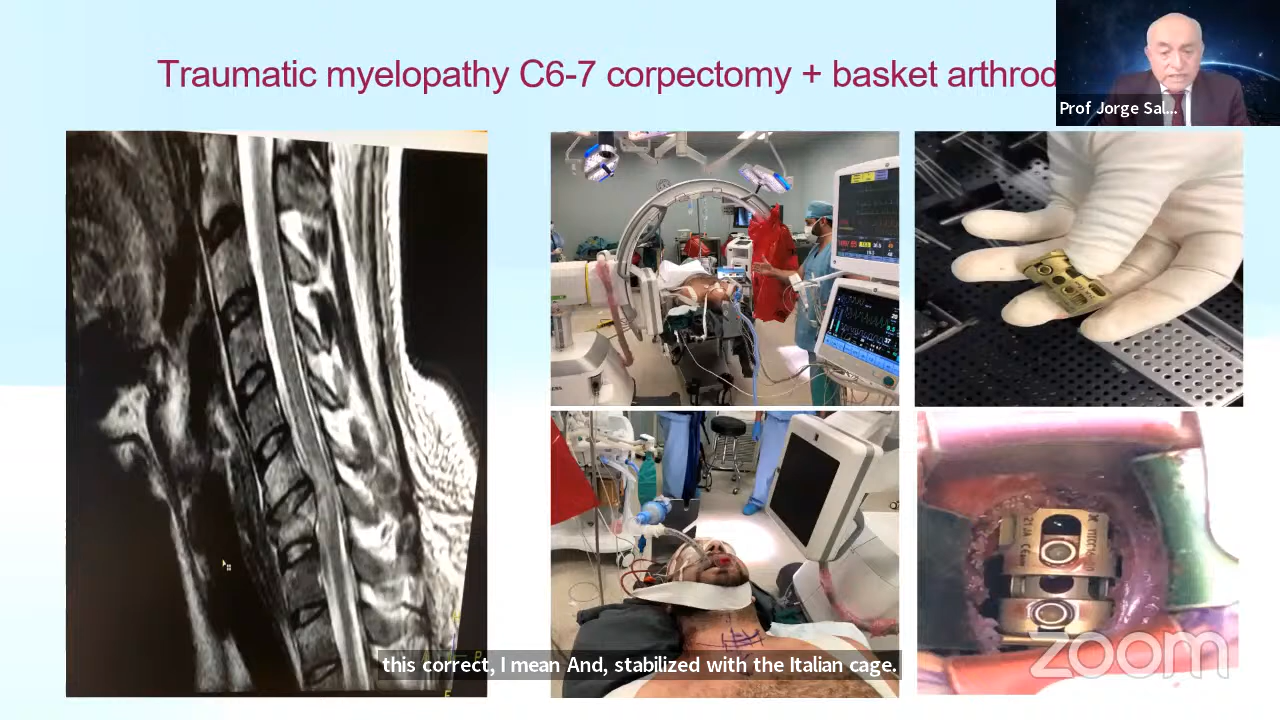 Traumatic myelopathy C6-7 corpectomy + basket arthrod
Prof Jorge Sal...
this correct, I mean And, stabilized with the Italian cage.
zoom